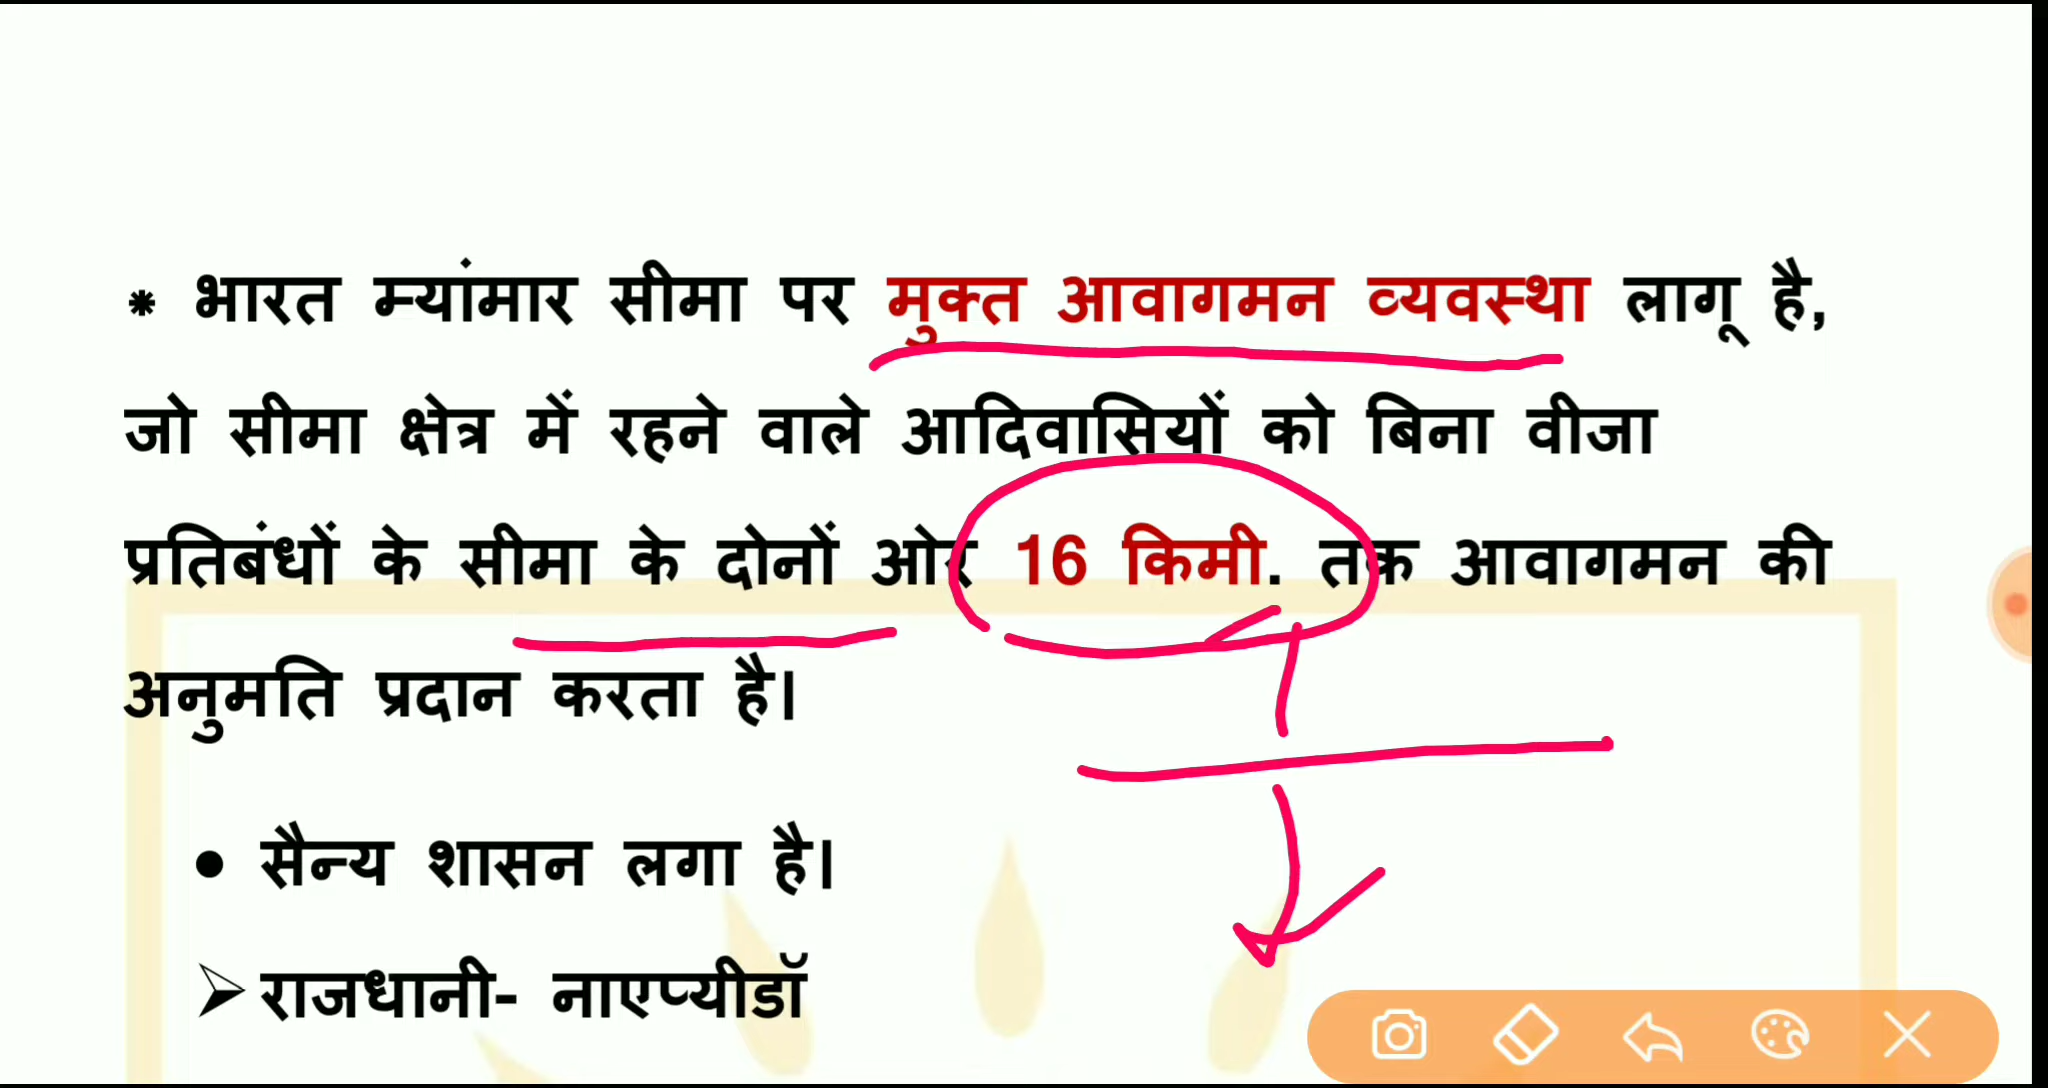 * भारत म्यांमार सीमा पर मुक्त आवागमन व्यवस्था लागू है,
जो सीमा क्षेत्र में रहने वाले आदिवासियों को बिना वीजा
प्रतिबंधों के सीमा के दोनों ओर 16 किमी. तक आवागमन की
अनुमति प्रदान करता है।
• सैन्य शासन लगा है।
➢ राजधानी- नाएप्यीडॉ